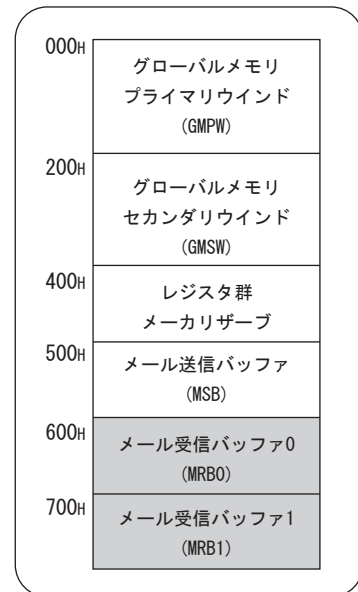 000H
グローバルメモリ
プライマリウインド
(GMPW)
200H
グローバルメモリ
セカンダリウインド
(GMSW)
400H
レジスタ群
メーカリザーブ
500H
メール送信バッファ
(MSB)
600H
メール受信バッファ0
(MRB0)
700H
メール受信バッファ1
(MRB1)